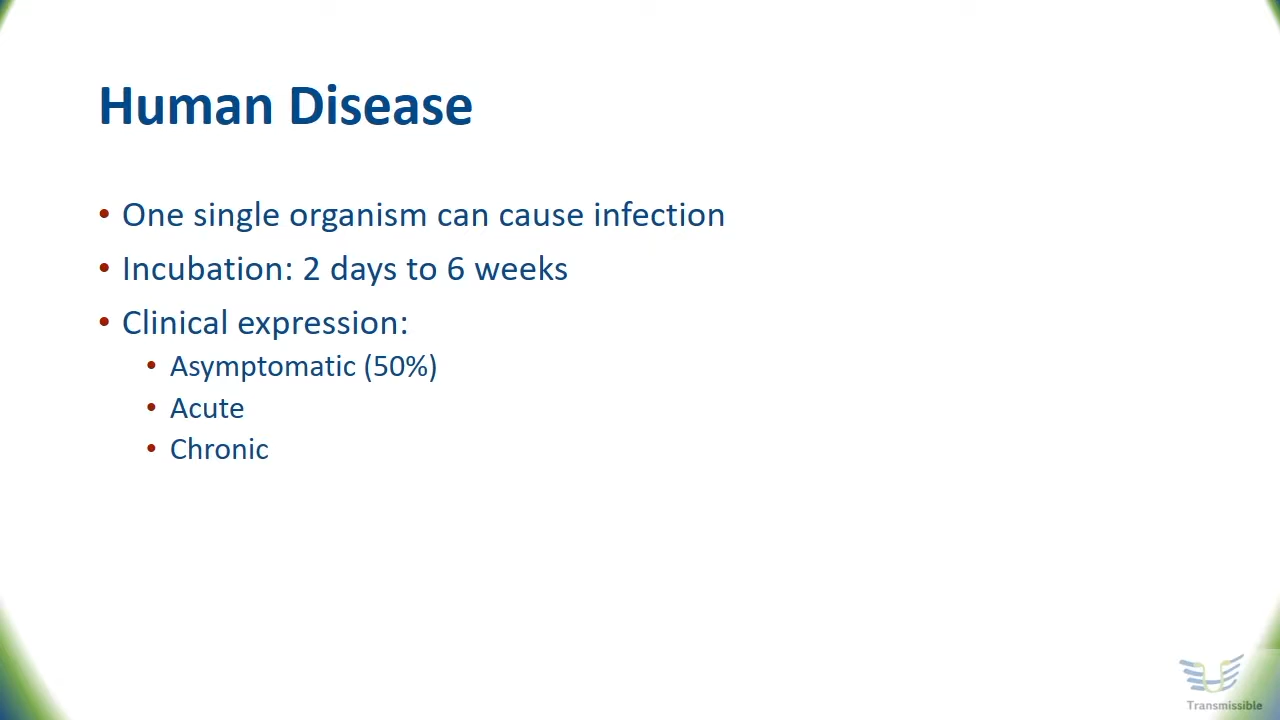 Human Disease
• One single organism can cause infection
• Incubation: 2 days to 6 weeks
• Clinical expression:
• Asymptomatic (50%)
• Acute
• Chronic
Transmissible